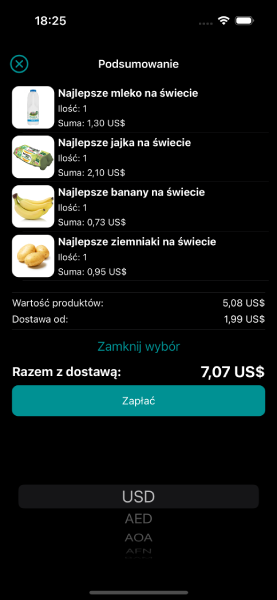 18:25
Podsumowanie
Najlepsze mleko na świecie
Ilość: 1
Suma: 1,30 US$
Najlepsze jajka na świecie
Ilość: 1
Suma: 2,10 US$
Najlepsze banany na świecie
Ilość: 1
Suma: 0,73 US$
Najlepsze ziemniaki na świecie
Ilość: 1
Suma: 0,95 US$
Wartość produktów: 5,08 US$
Dostawa od: 1,99 US$
Zamknij wybór
Razem z dostawą: 7,07 US$
Zapłać
USD
AED
AOA